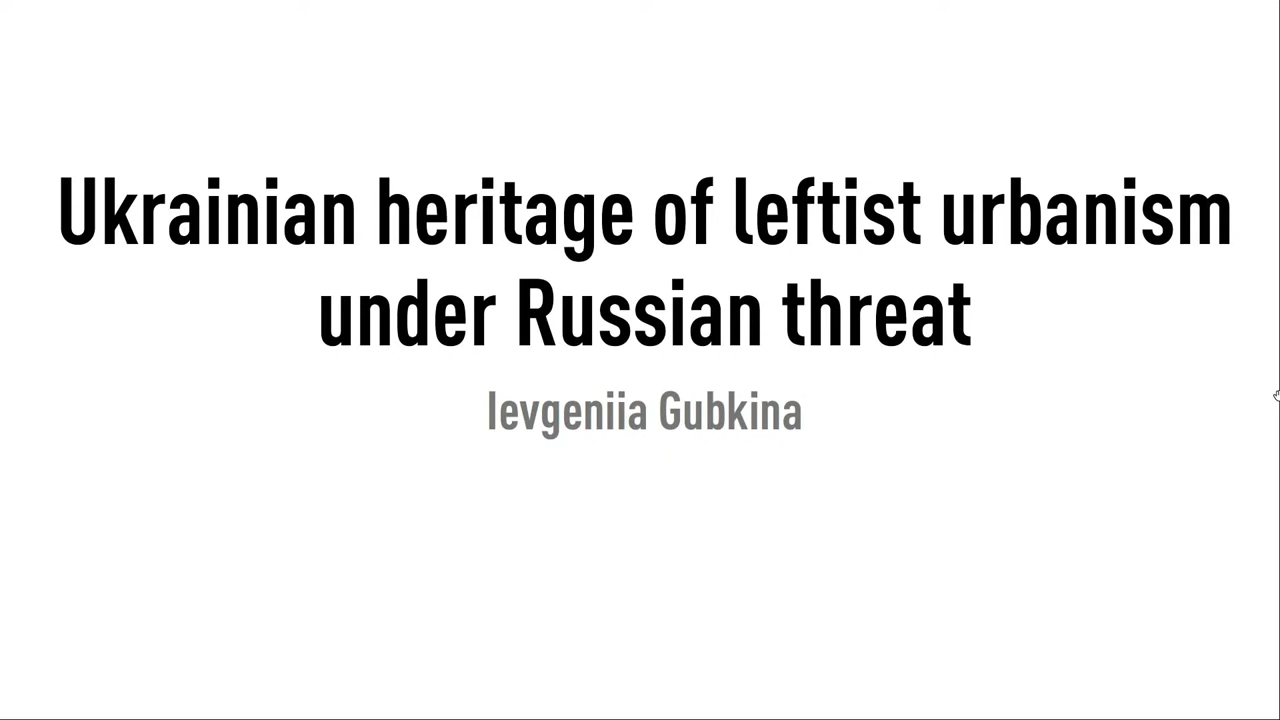 Ukrainian heritage of leftist urbanism
under Russian threat
Ievgeniia Gubkina